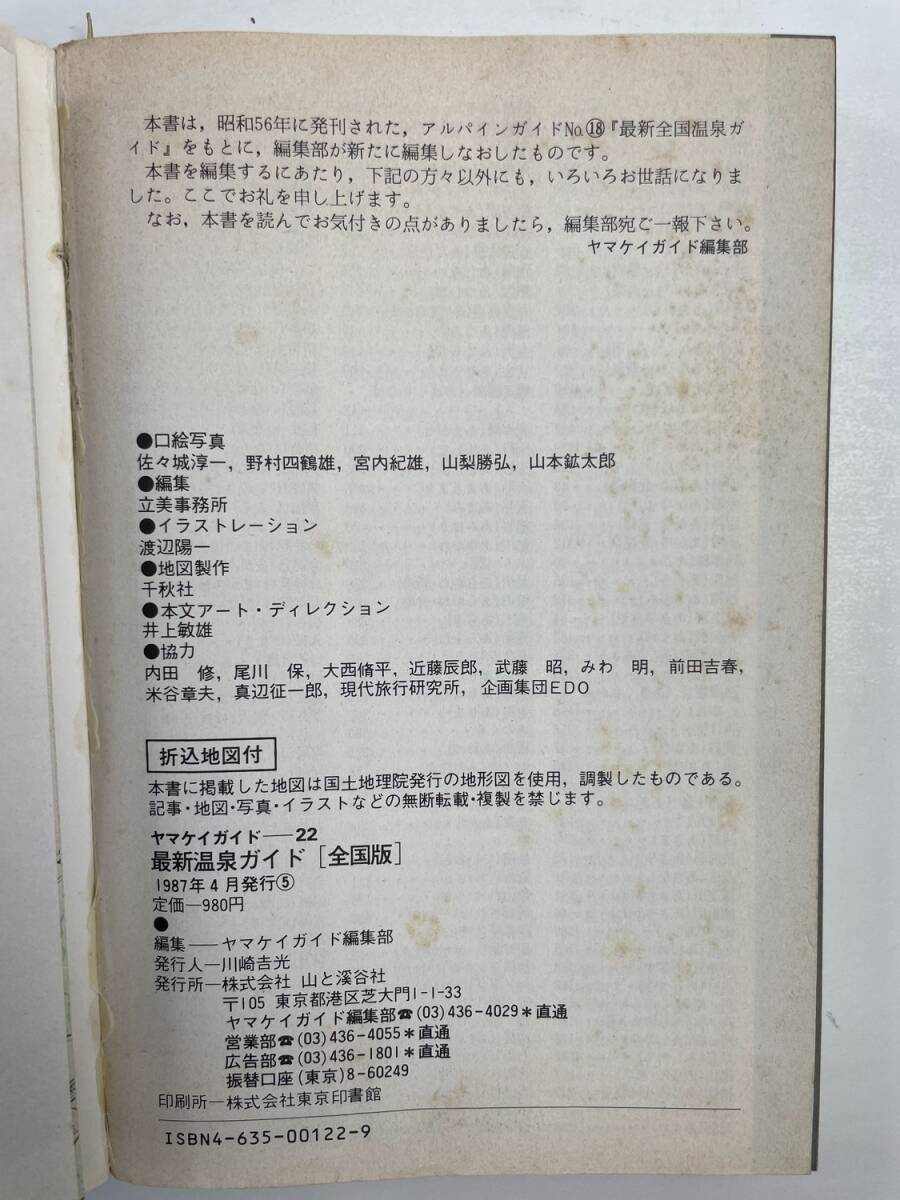 本書は，昭和56年に発刊された，アルパインガイドNo.⑱『最新全国温泉ガ
イド』をもとに，編集部が新たに編集しなおしたものです。
本書を編集するにあたり，下記の方々以外にも，いろいろお世話になりま
した。ここでお礼を申し上げます。
なお，本書を読んでお気付きの点がありましたら，編集部宛ご一報下さい。
ヤマケイガイド編集部
●口絵写真
佐々城淳一，野村四鶴雄，宮内紀雄，山梨勝弘，山本鉱太郎
●編集
立美事務所
●イラストレーション
渡辺陽一
●地図製作
千秋社
●本文アート・ディレクション
井上敏雄
●協力
内田　修，尾川　保，大西脩平，近藤辰郎，武藤　昭，みわ　明，前田吉春，
米谷章夫，真辺征一郎，現代旅行研究所，企画集団EDO
折込地図付
本書に掲載した地図は国土地理院発行の地形図を使用，調製したものである。
記事・地図・写真・イラストなどの無断転載・複製を禁じます。
ヤマケイガイド――22
最新温泉ガイド［全国版］
1987年4月発行⑤
定価―980円
●
編集――ヤマケイガイド編集部
発行人―川崎吉光
発行所―株式会社 山と溪谷社
〒105 東京都港区芝大門1-1-33
ヤマケイガイド編集部☎(03)436-4029＊直通
営業部☎(03)436-4055＊直通
広告部☎(03)436-1801＊直通
振替口座(東京)8-60249
印刷所―株式会社東京印書館
ISBN4-635-00122-9